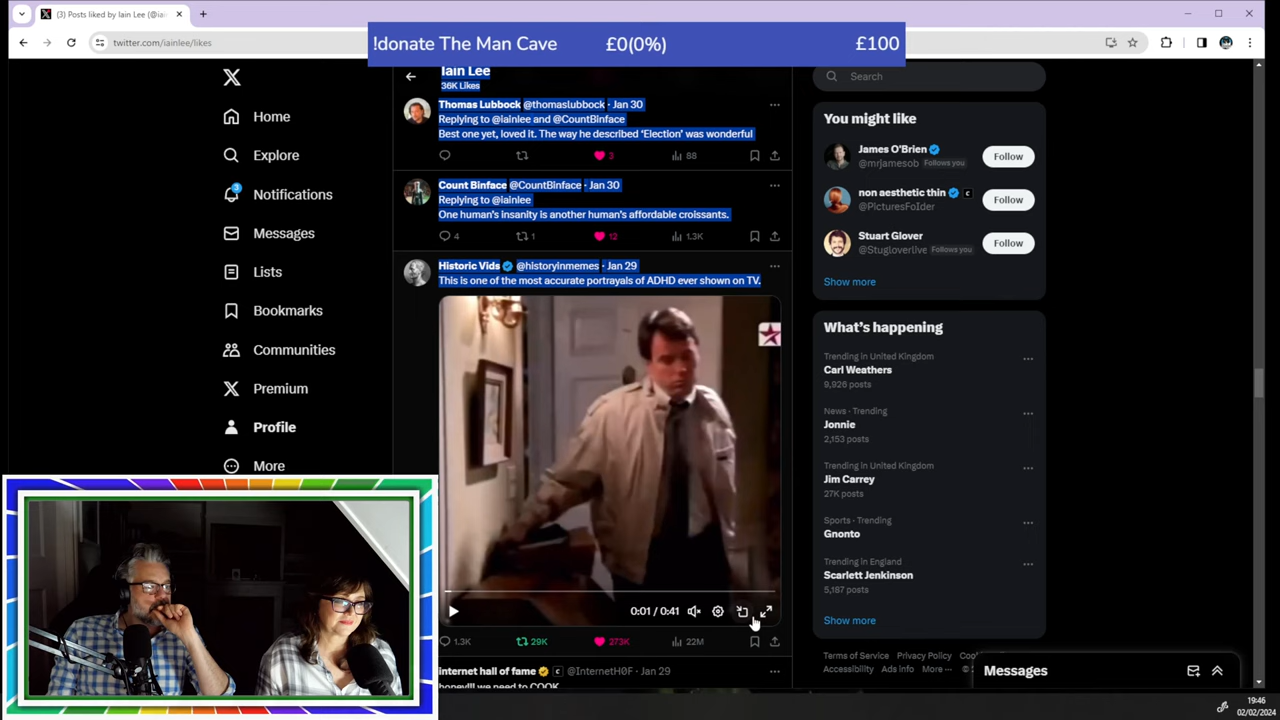 (3) Posts liked by Iain Lee (@iain
twitter.com/iainlee/likes
!donate The Man Cave £0(0%) £100
Home
Explore
3
Notifications
Messages
Lists
Bookmarks
Communities
Premium
Profile
More
Iain Lee
36K Likes
Thomas Lubbock @thomaslubbock · Jan 30
Replying to @iainlee and @CountBinface
Best one yet, loved it. The way he described 'Election' was wonderful
3 88
Count Binface @CountBinface · Jan 30
Replying to @iainlee
One human's insanity is another human's affordable croissants.
4 1 12 1.3K
Historic Vids @historyinmemes · Jan 29
This is one of the most accurate portrayals of ADHD ever shown on TV.
0:01 / 0:41
1.3K 29K 273K 22M
internet hall of fame @InternetH0F · Jan 29
honey!!! we need to COOK
Search
You might like
James O'Brien
@mrjamesob Follows you
Follow
non aesthetic thin
@PicturesFoIder
Follow
Stuart Glover
@Stugloverlive Follows you
Follow
Show more
What's happening
Trending in United Kingdom
Carl Weathers
9,926 posts
News · Trending
Jonnie
2,153 posts
Trending in United Kingdom
Jim Carrey
27K posts
Sports · Trending
Gnonto
Trending in England
Scarlett Jenkinson
5,187 posts
Show more
Terms of Service Privacy Policy
Accessibility Ads info More ···
Messages
19:46
02/02/2024